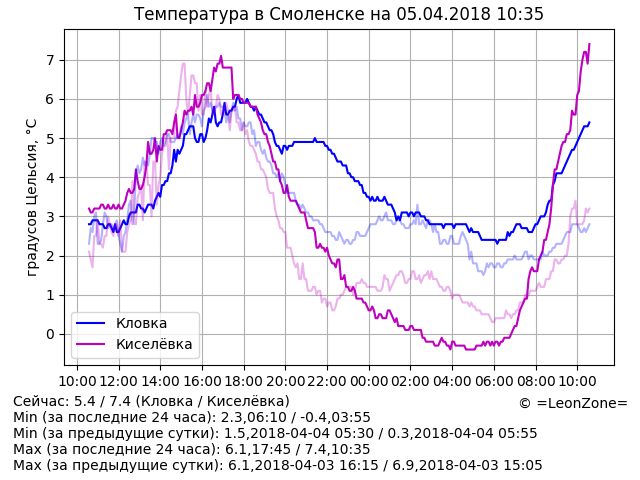 Температура в Смоленске на 05.04.2018 10:35
градусов Цельсия, °C
7
6
5
4
3
2
1
0
Кловка
Киселёвка
10:00 12:00 14:00 16:00 18:00 20:00 22:00 00:00 02:00 04:00 06:00 08:00 10:00
Сейчас: 5.4 / 7.4 (Кловка / Киселёвка)
© =LeonZone=
Min (за последние 24 часа): 2.3,06:10 / -0.4,03:55
Min (за предыдущие сутки): 1.5,2018-04-04 05:30 / 0.3,2018-04-04 05:55
Max (за последние 24 часа): 6.1,17:45 / 7.4,10:35
Max (за предыдущие сутки): 6.1,2018-04-03 16:15 / 6.9,2018-04-03 15:05